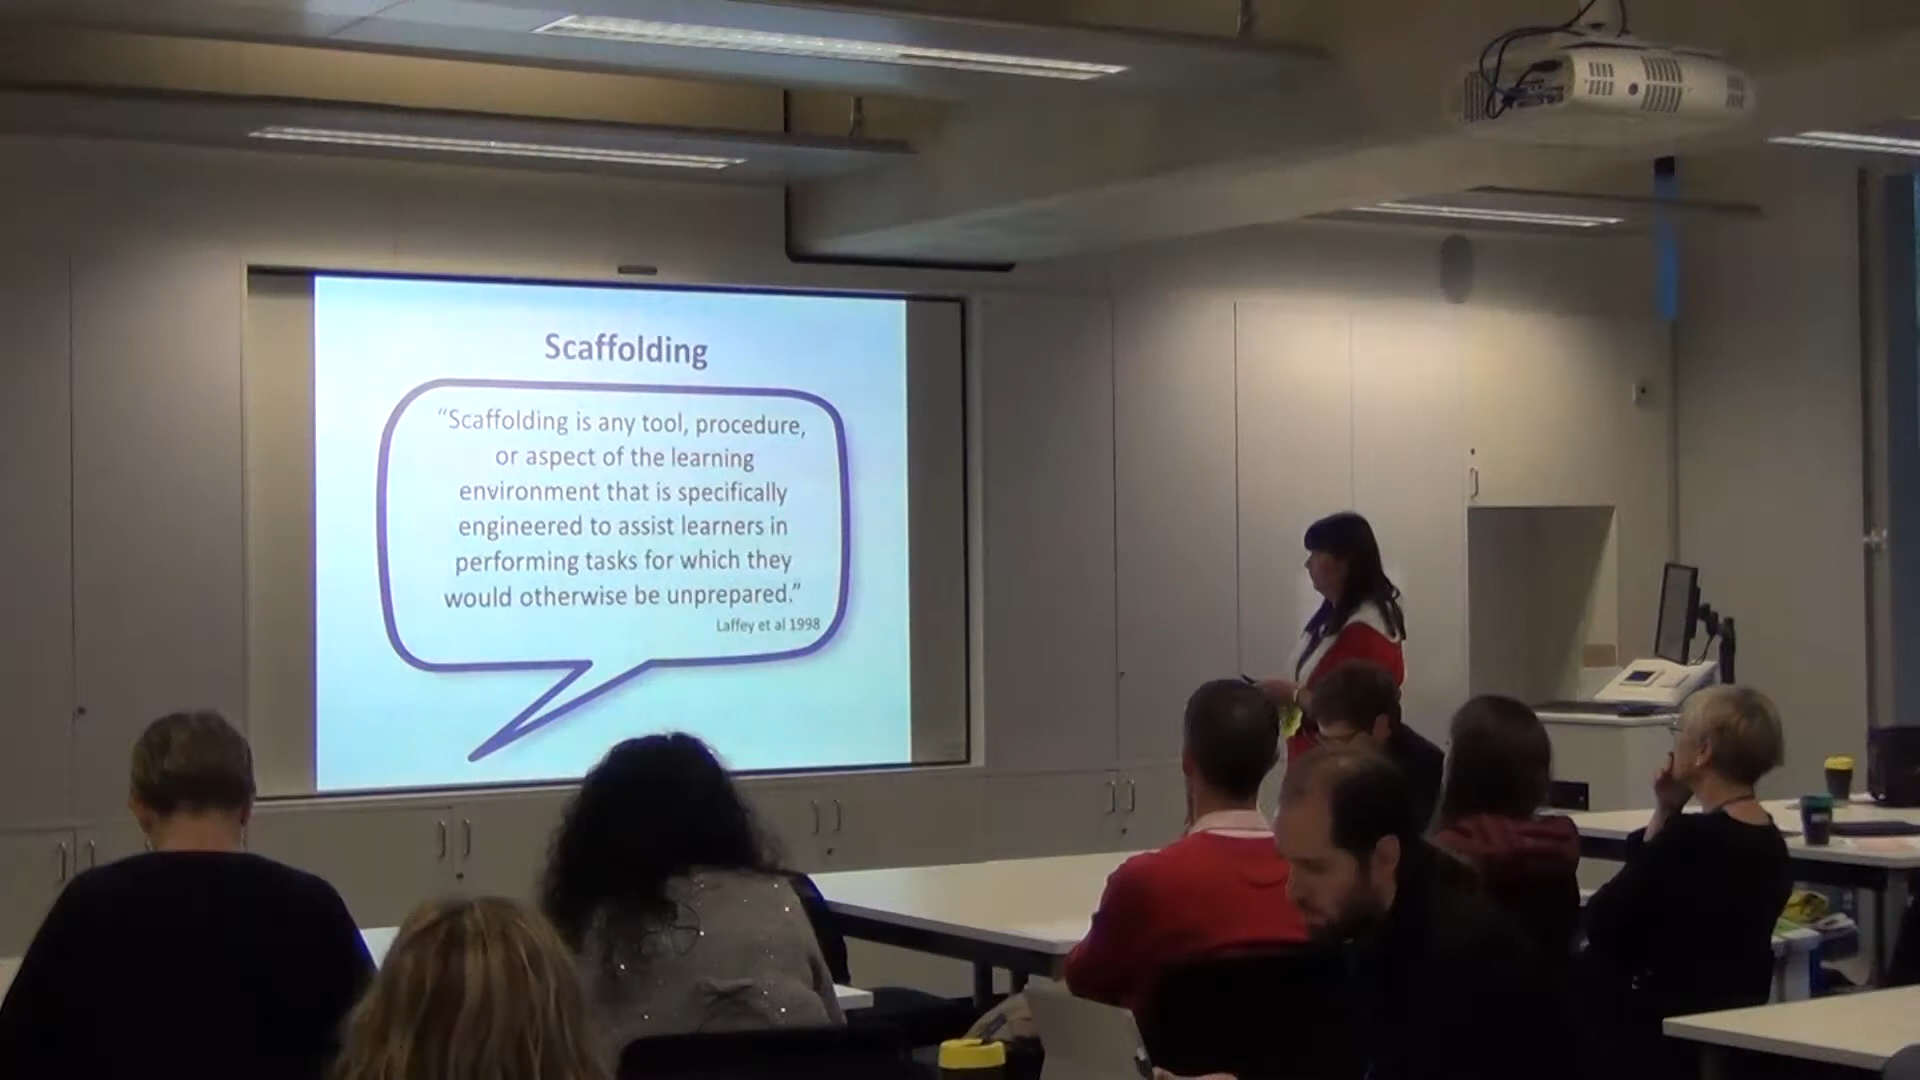 Scaffolding
“Scaffolding is any tool, procedure,
or aspect of the learning
environment that is specifically
engineered to assist learners in
performing tasks for which they
would otherwise be unprepared.”
Laffey et al 1998